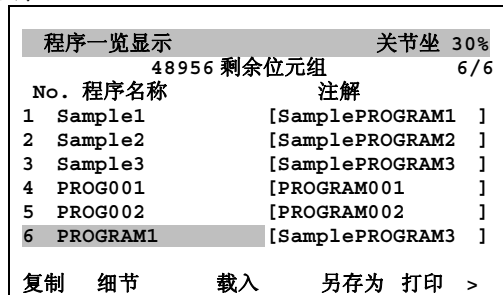 程序一览显示 关节坐 30%
48956 剩余位元组 6/6
No. 程序名称 注解
1 Sample1 [SamplePROGRAM1 ]
2 Sample2 [SamplePROGRAM2 ]
3 Sample3 [SamplePROGRAM3 ]
4 PROG001 [PROGRAM001 ]
5 PROG002 [PROGRAM002 ]
6 PROGRAM1 [SamplePROGRAM3 ]
复制 细节 载入 另存为 打印 >